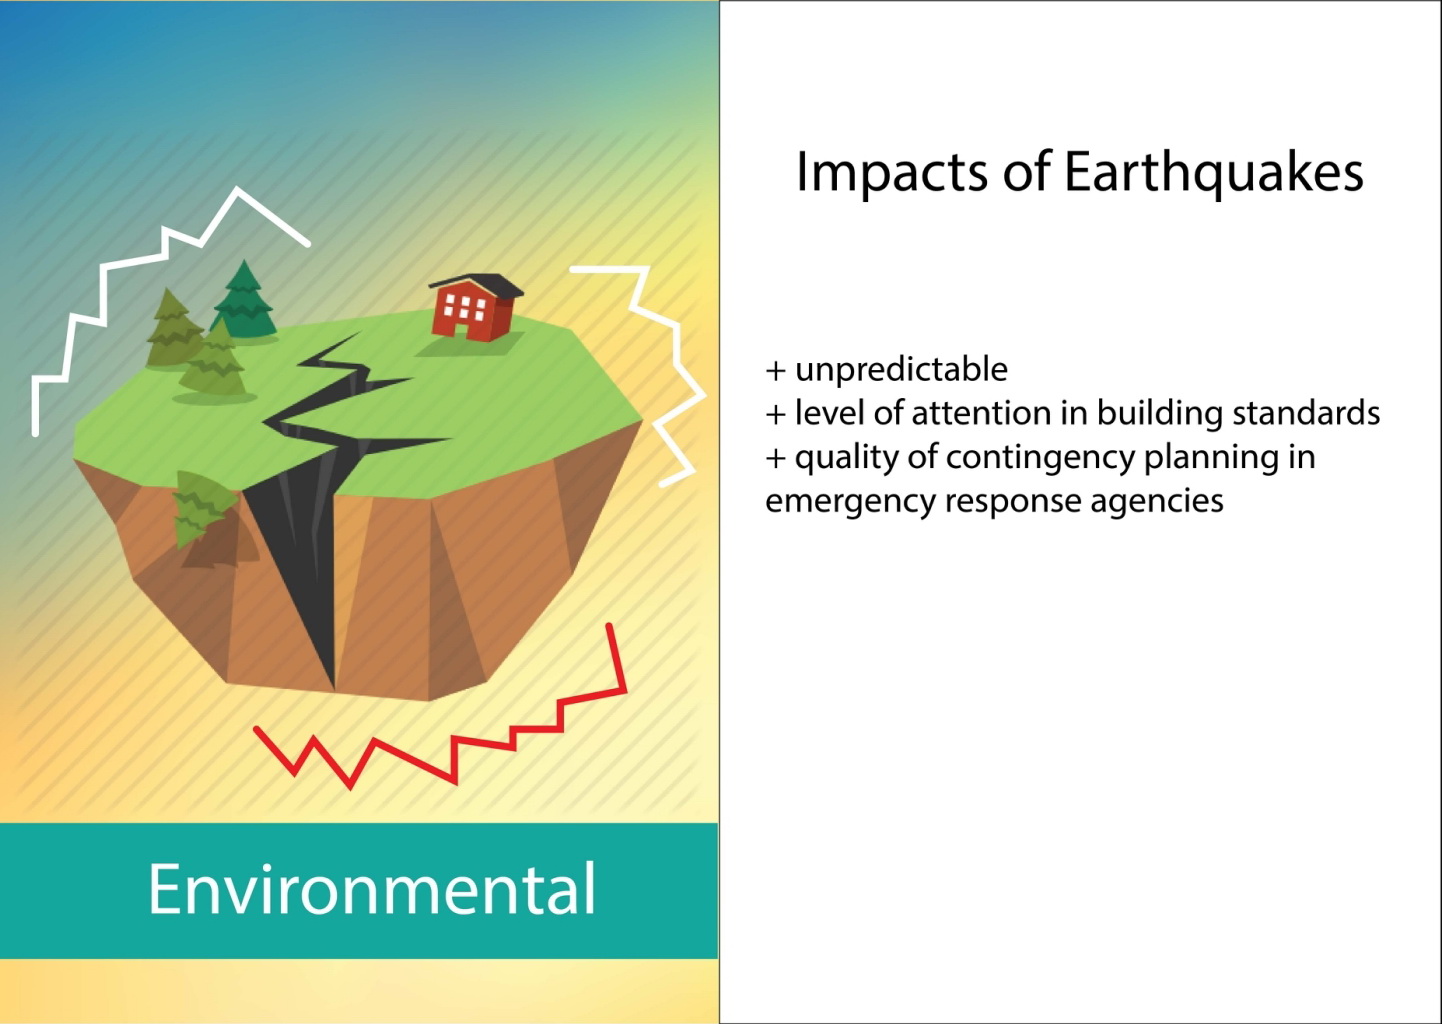 Environmental
Impacts of Earthquakes
+ unpredictable
+ level of attention in building standards
+ quality of contingency planning in
emergency response agencies